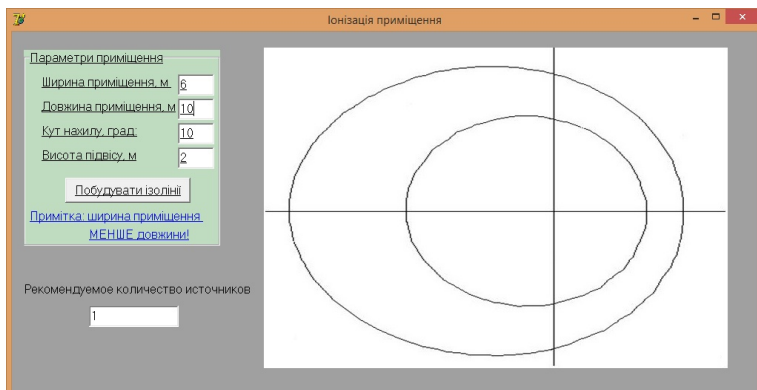 Іонізація приміщення
Параметри приміщення
Ширина приміщення, м 6
Довжина приміщення, м 10
Кут нахилу, град: 10
Висота підвісу, м 2
Побудувати ізолінії
Примітка: ширина приміщення
МЕНШЕ довжини!
Рекомендуемое количество источников
1